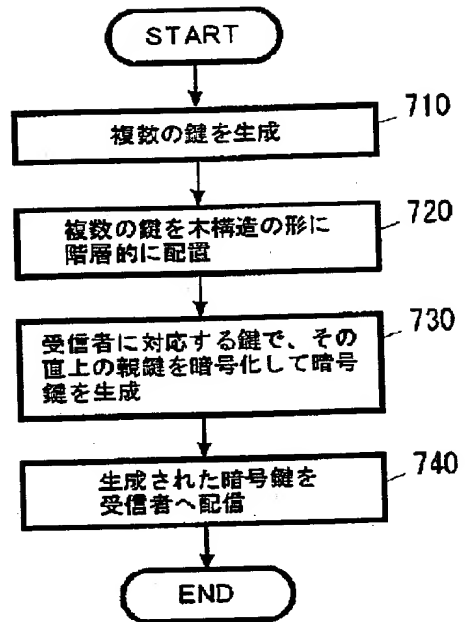 START
複数の鍵を生成
710
複数の鍵を木構造の形に
階層的に配置
720
受信者に対応する鍵で、その
直上の親鍵を暗号化して暗号
鍵を生成
730
生成された暗号鍵を
受信者へ配信
740
END